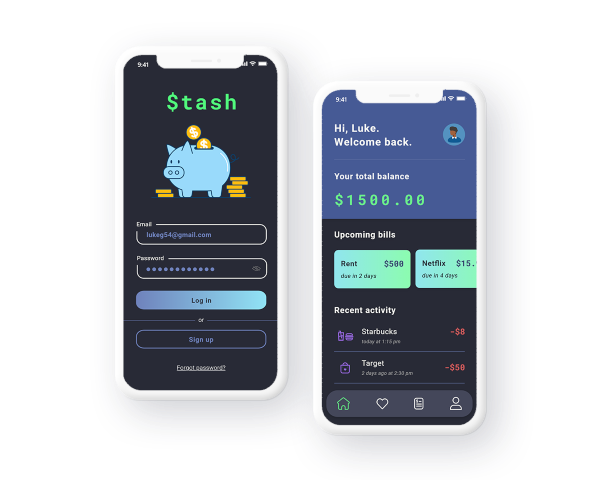 9:41
$tash
Email
lukeg54@gmail.com
Password
Log in
or
Sign up
Forgot password?
9:41
Hi, Luke.
Welcome back.
Your total balance
$1500.00
Upcoming bills
Rent $500
due in 2 days
Netflix $15.
due in 4 days
Recent activity
Starbucks -$8
today at 1:15 pm
Target -$50
2 days ago at 2:30 pm